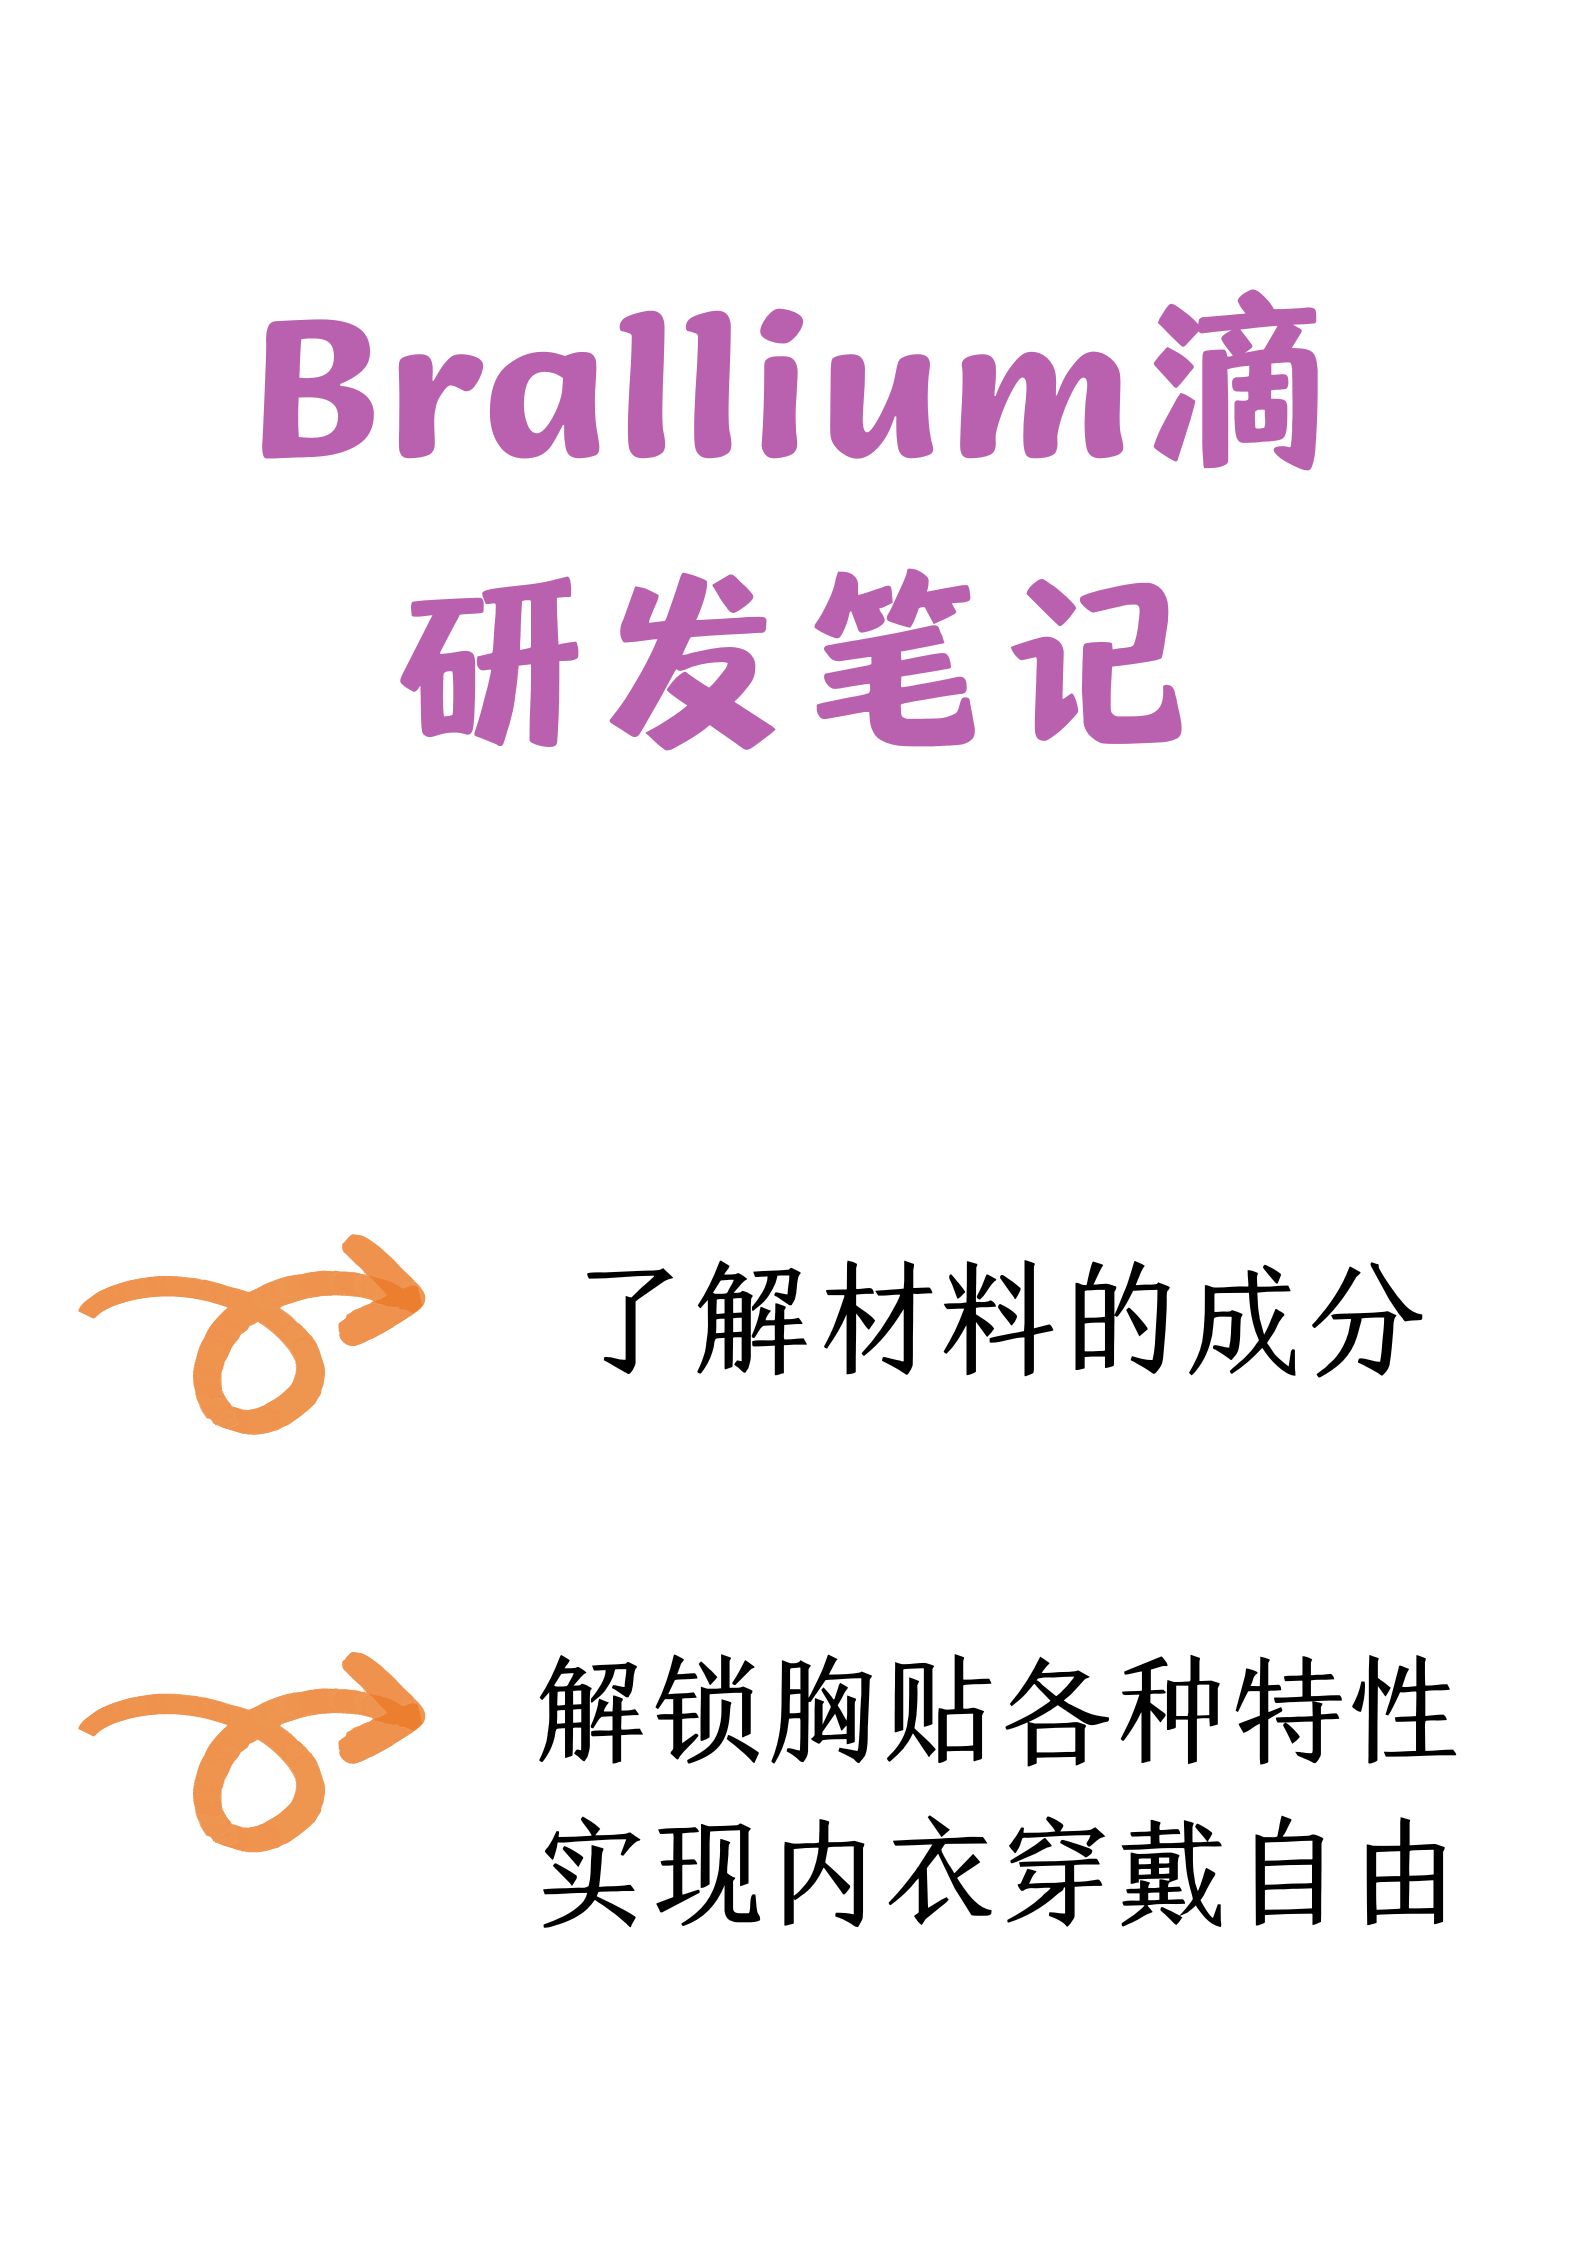 Brallium滴
研发笔记
了解材料的成分
解锁胸贴各种特性
实现内衣穿戴自由